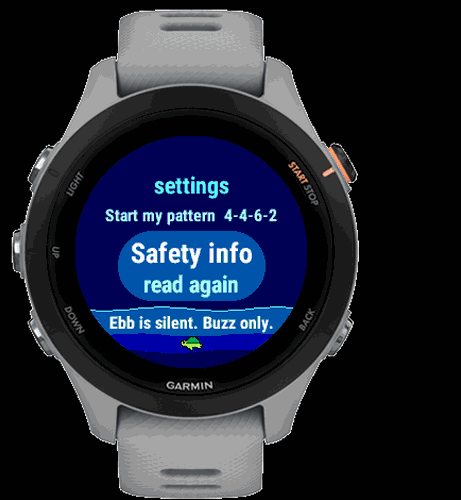 LIGHT
START STOP
settings
Start my pattern 4-4-6-2
Safety info
read again
UP
Ebb is silent. Buzz only.
DOWN
BACK
GARMIN